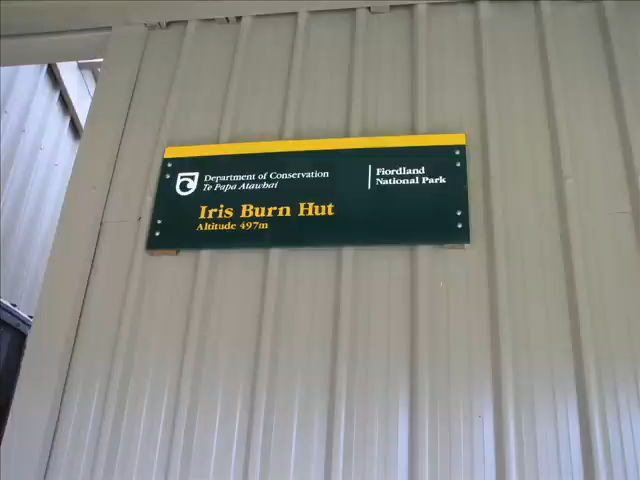 Department of Conservation
Te Papa Atawhai
Fiordland
National Park
Iris Burn Hut
Altitude 497m